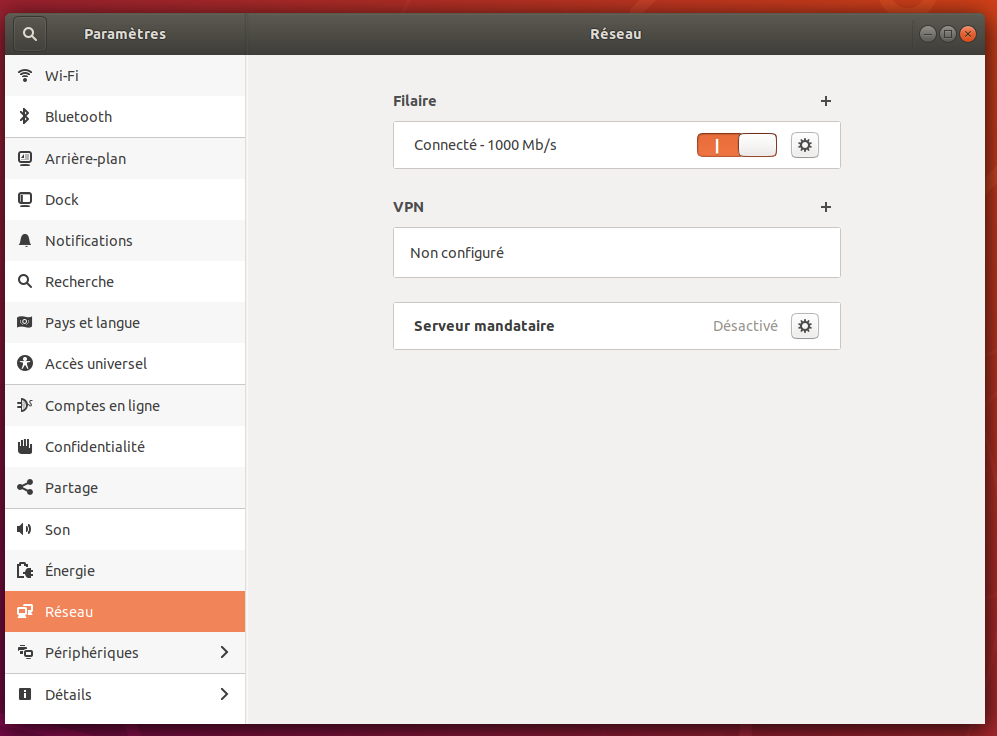 Paramètres
Réseau
Wi-Fi
Bluetooth
Arrière-plan
Dock
Notifications
Recherche
Pays et langue
Accès universel
Comptes en ligne
Confidentialité
Partage
Son
Énergie
Réseau
Périphériques
Détails
Filaire
Connecté - 1000 Mb/s
VPN
Non configuré
Serveur mandataire Désactivé